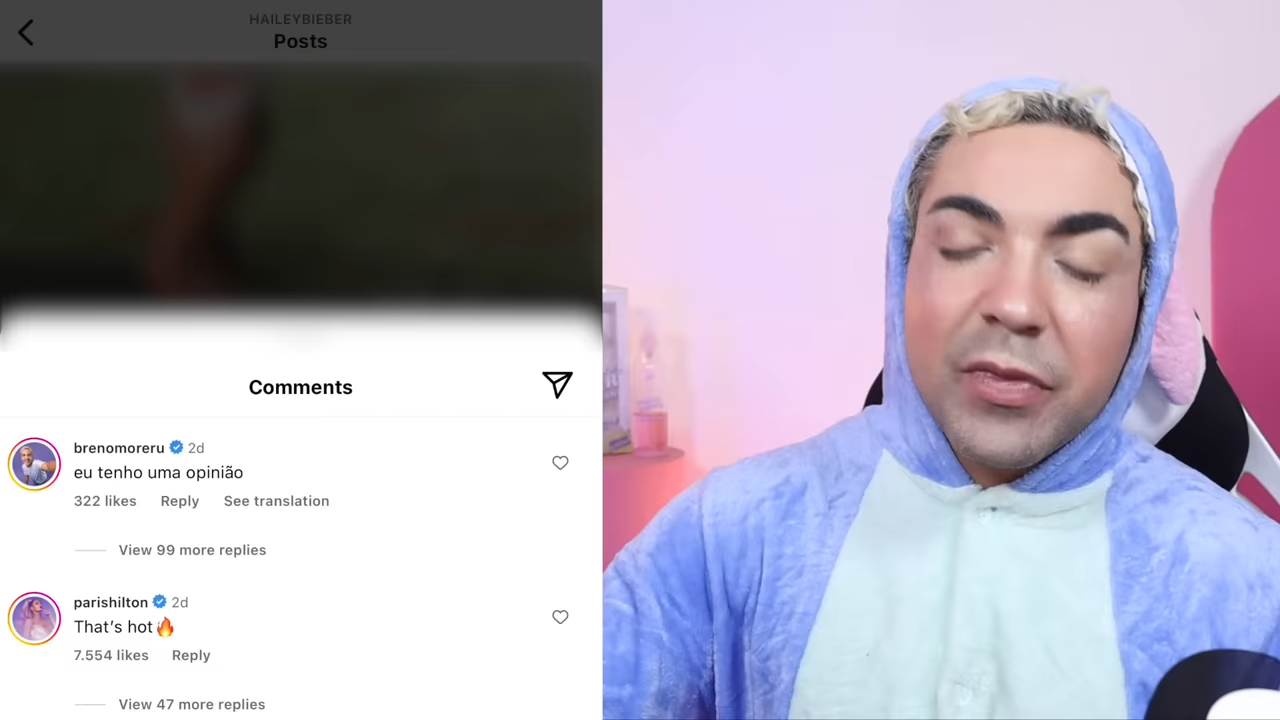 HAILEYBIEBER
Posts
Comments
brenomoreru 2d
eu tenho uma opinião
322 likes Reply See translation
View 99 more replies
parishilton 2d
That's hot🔥
7.554 likes Reply
View 47 more replies